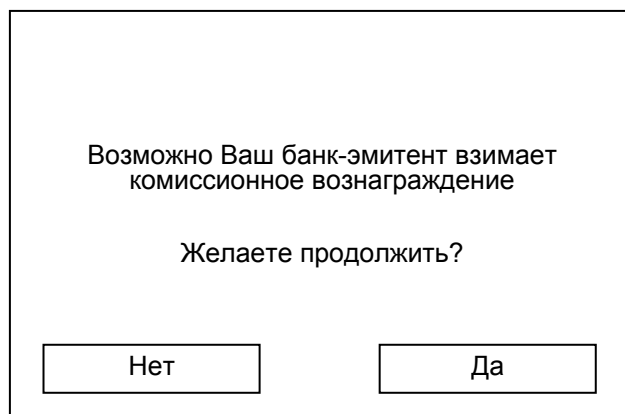 Возможно Ваш банк-эмитент взимает
комиссионное вознаграждение
Желаете продолжить?
Нет
Да